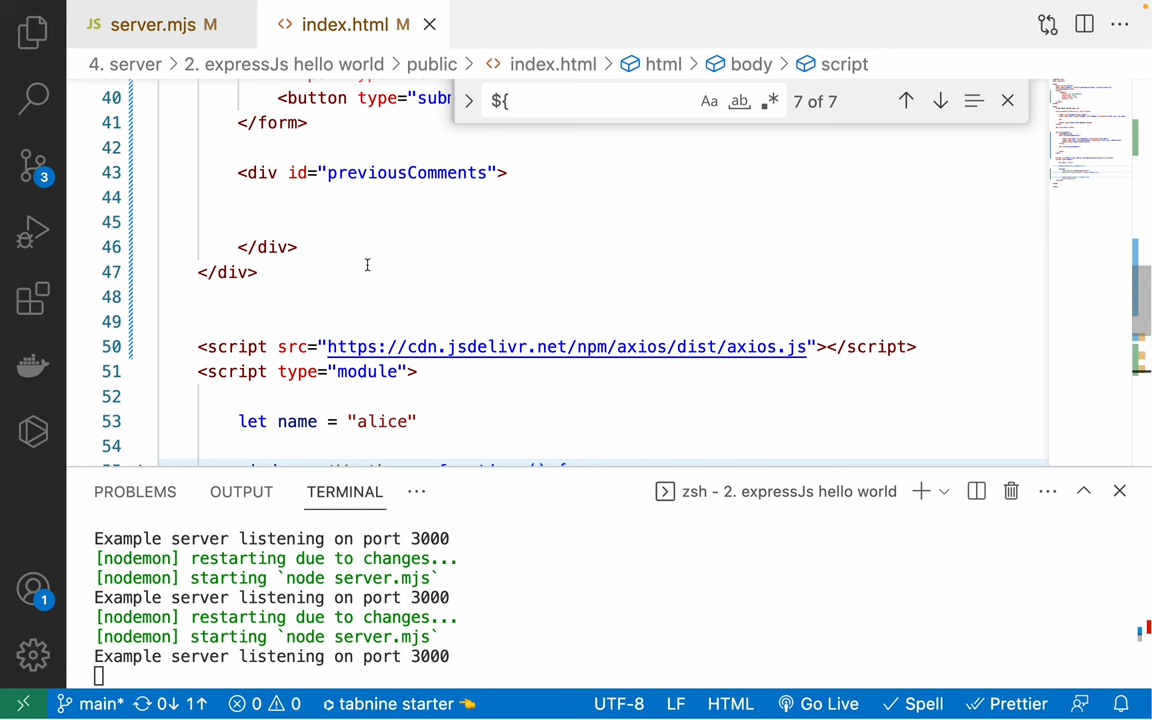 JS server.mjs M
<> index.html M
4. server > 2. expressJs hello world > public > <> index.html > html > body > script
${
Aa ab .* 7 of 7
40 <button type="subm
41 </form>
42
43 <div id="previousComments">
44
45
46 </div>
47 </div>
48
49
50 <script src="https://cdn.jsdelivr.net/npm/axios/dist/axios.js"></script>
51 <script type="module">
52
53 let name = "alice"
54
3
1
PROBLEMS OUTPUT TERMINAL ··· zsh - 2. expressJs hello world
Example server listening on port 3000
[nodemon] restarting due to changes...
[nodemon] starting `node server.mjs`
Example server listening on port 3000
[nodemon] restarting due to changes...
[nodemon] starting `node server.mjs`
Example server listening on port 3000
main* 0↓ 1↑ 0 0 tabnine starter 👈 UTF-8 LF HTML Go Live Spell Prettier